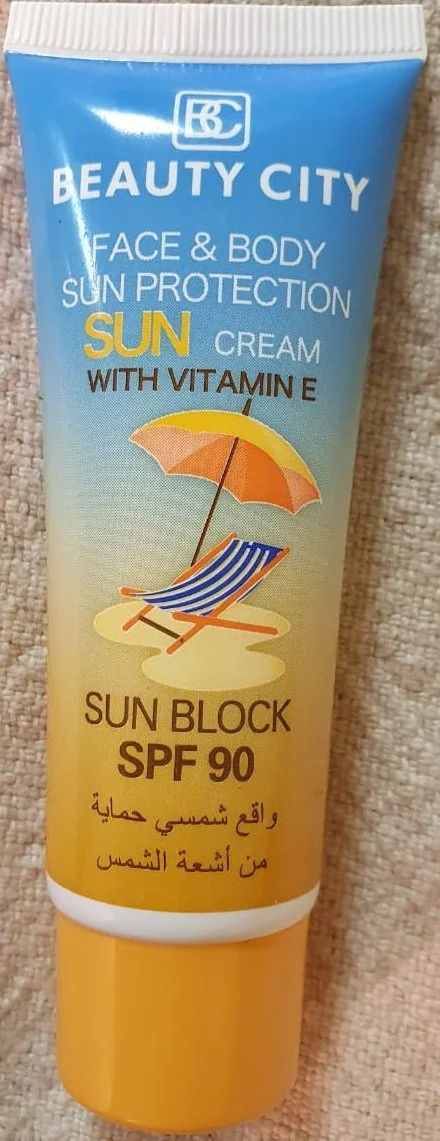 BC
BEAUTY CITY
FACE & BODY
SUN PROTECTION
SUN CREAM
WITH VITAMIN E
SUN BLOCK
SPF 90
واقع شمسي حماية
من أشعة الشمس